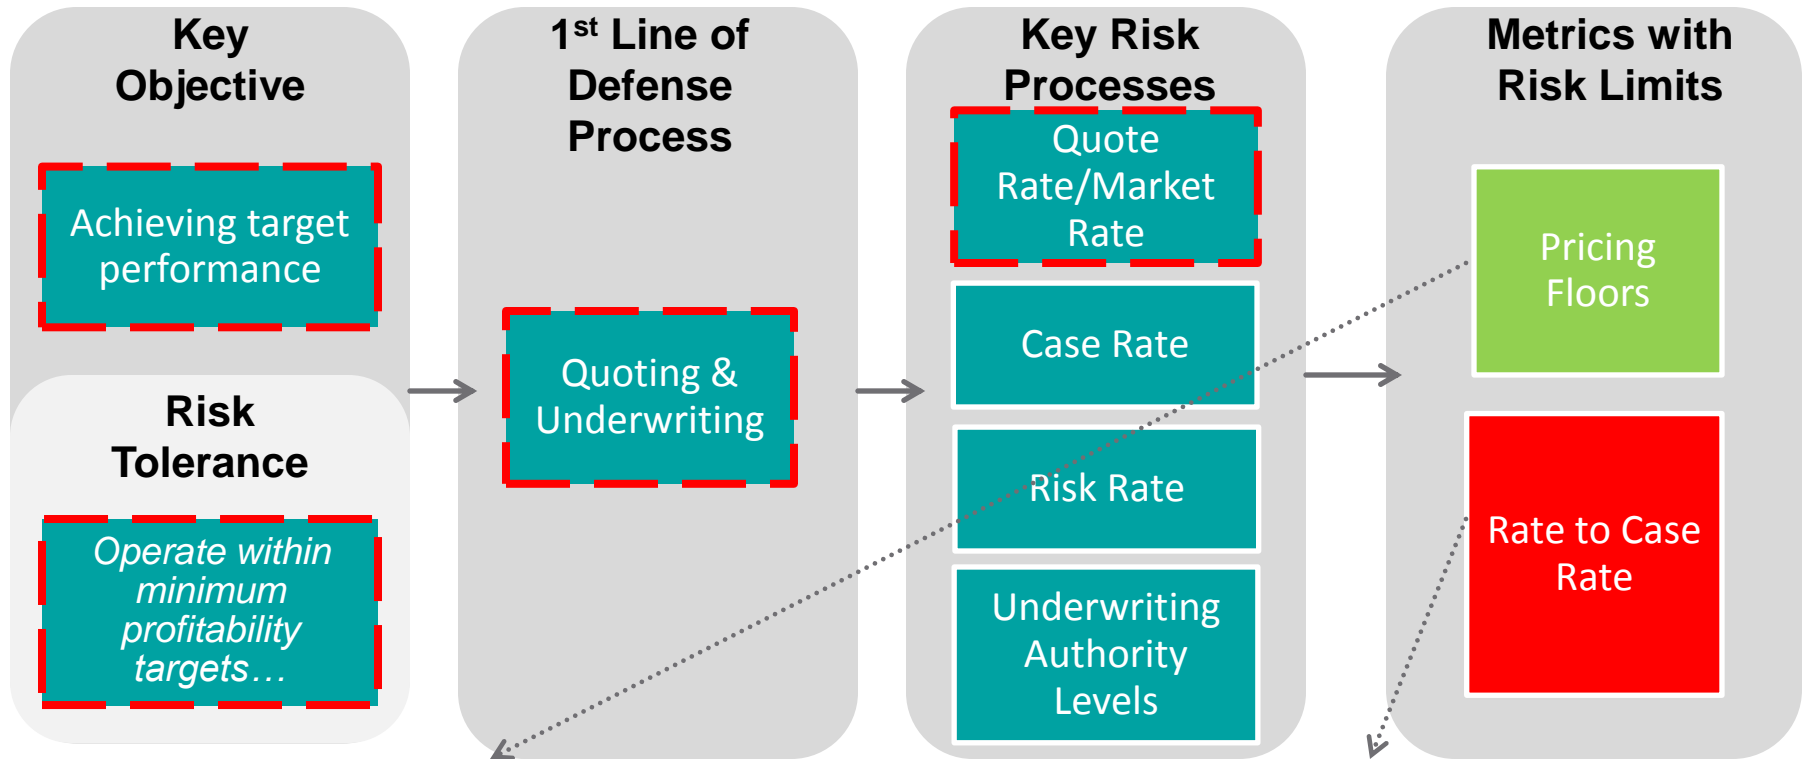 Key
Objective
Achieving target
performance
Risk
Tolerance
Operate within
minimum
profitability
targets…
1st Line of
Defense
Process
Quoting &
Underwriting
Key Risk
Processes
Quote
Rate/Market
Rate
Case Rate
Risk Rate
Underwriting
Authority
Levels
Metrics with
Risk Limits
Pricing
Floors
Rate to Case
Rate